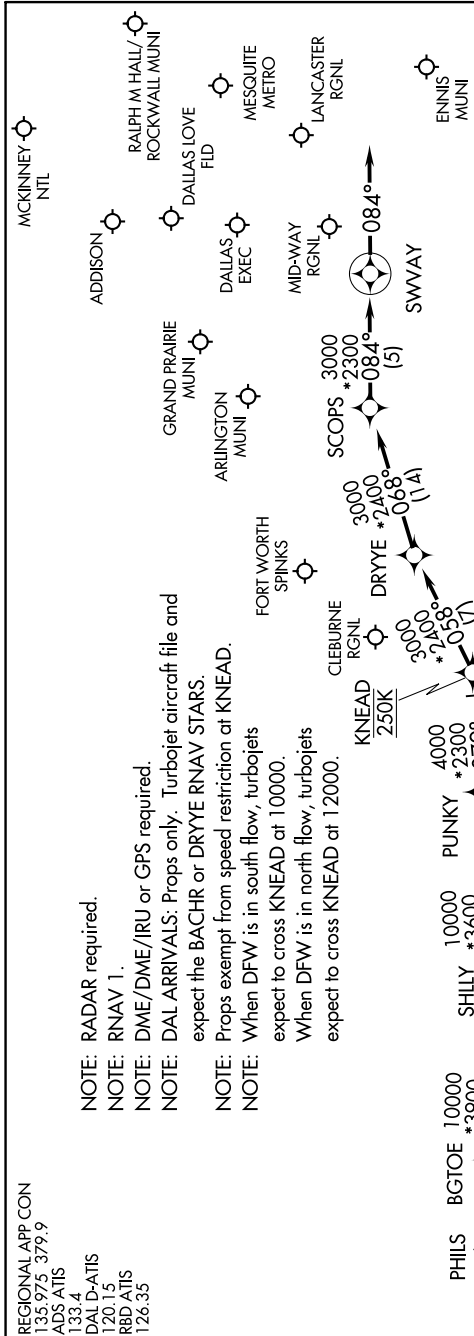 REGIONAL APP CON
135.975 379.9
ADS ATIS
133.4
DAL D-ATIS
120.15
RBD ATIS
126.35
NOTE: RADAR required.
NOTE: RNAV 1.
NOTE: DME/DME/IRU or GPS required.
NOTE: DAL ARRIVALS: Props only. Turbojet aircraft file and
expect the BACHR or DRYYE RNAV STARS.
NOTE: Props exempt from speed restriction at KNEAD.
NOTE: When DFW is in south flow, turbojets
expect to cross KNEAD at 10000.
When DFW is in north flow, turbojets
expect to cross KNEAD at 12000.
MCKINNEY
NTL
RALPH M HALL/
ROCKWALL MUNI
ADDISON
DALLAS LOVE
FLD
MESQUITE
METRO
GRAND PRAIRIE
MUNI
DALLAS
EXEC
LANCASTER
RGNL
ARLINGTON
MUNI
MID-WAY
RGNL
ENNIS
MUNI
FORT WORTH
SPINKS
CLEBURNE
RGNL
SWVAY
084°
SCOPS
3000
*2300
084°
(5)
DRYYE
3000
*2400
068°
(14)
KNEAD
250K
3000
*2400
058°
(7)
PUNKY
4000
*2300
SHLLY
10000
*3600
BGTOE
10000
*3900
PHILS